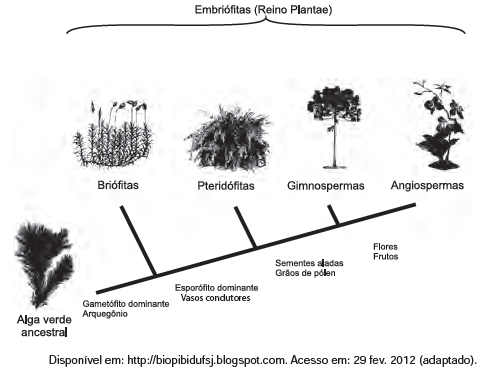 Embriófitas (Reino Plantae)
Briófitas
Pteridófitas
Gimnospermas
Angiospermas
Alga verde
ancestral
Gametófito dominante
Arquegônio
Esporófito dominante
Vasos condutores
Sementes aladas
Grãos de pólen
Flores
Frutos
Disponível em: http://biopibidufsj.blogspot.com. Acesso em: 29 fev. 2012 (adaptado).